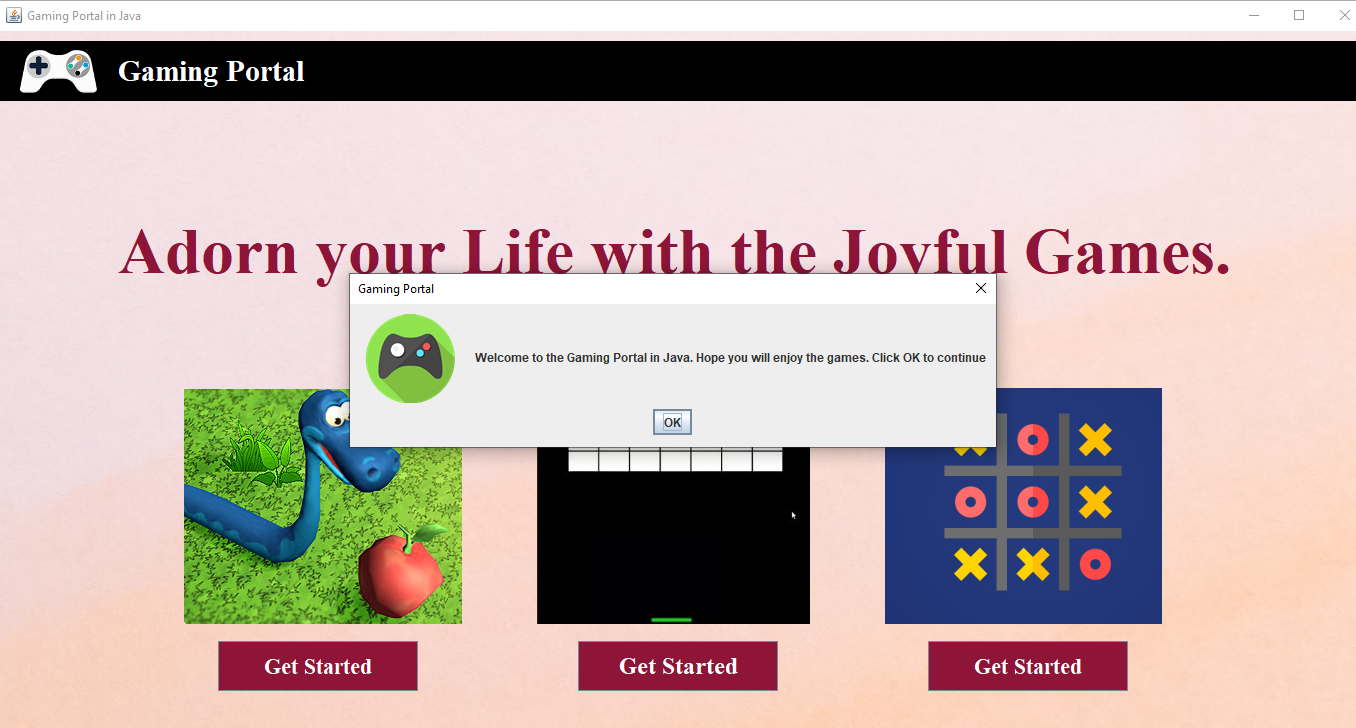 Gaming Portal in Java
Gaming Portal
Adorn your Life with the Joyful Games.
Gaming Portal
Welcome to the Gaming Portal in Java. Hope you will enjoy the games. Click OK to continue
OK
Get Started
Get Started
Get Started